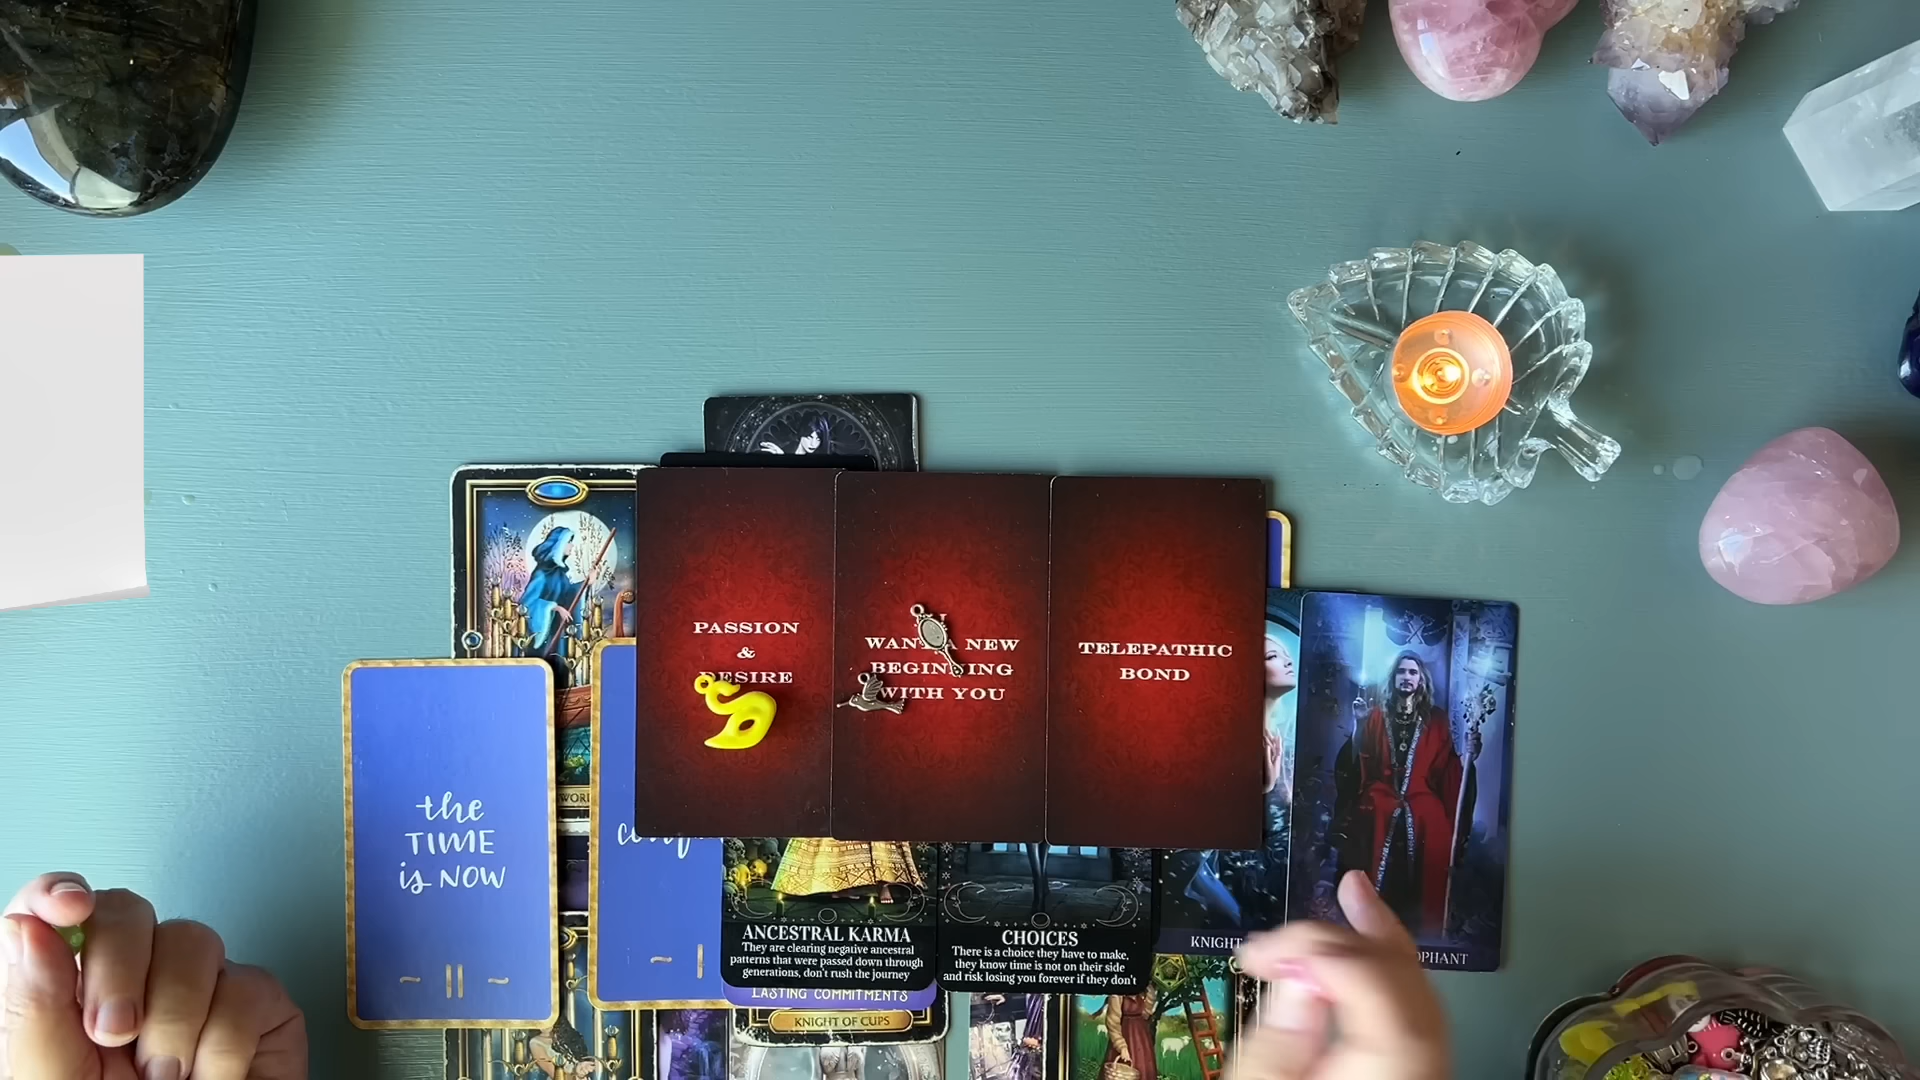 PASSION
&
DESIRE
WANT A NEW
BEGINNING
WITH YOU
TELEPATHIC
BOND
the
TIME
is NOW
~ II ~
~ I
ANCESTRAL KARMA
They are clearing negative ancestral
patterns that were passed down through
generations, don't rush the journey
CHOICES
There is a choice they have to make,
they know time is not on their side
and risk losing you forever if they don't
KNIGHT
OPHANT
LASTING COMMITMENTS
KNIGHT OF CUPS